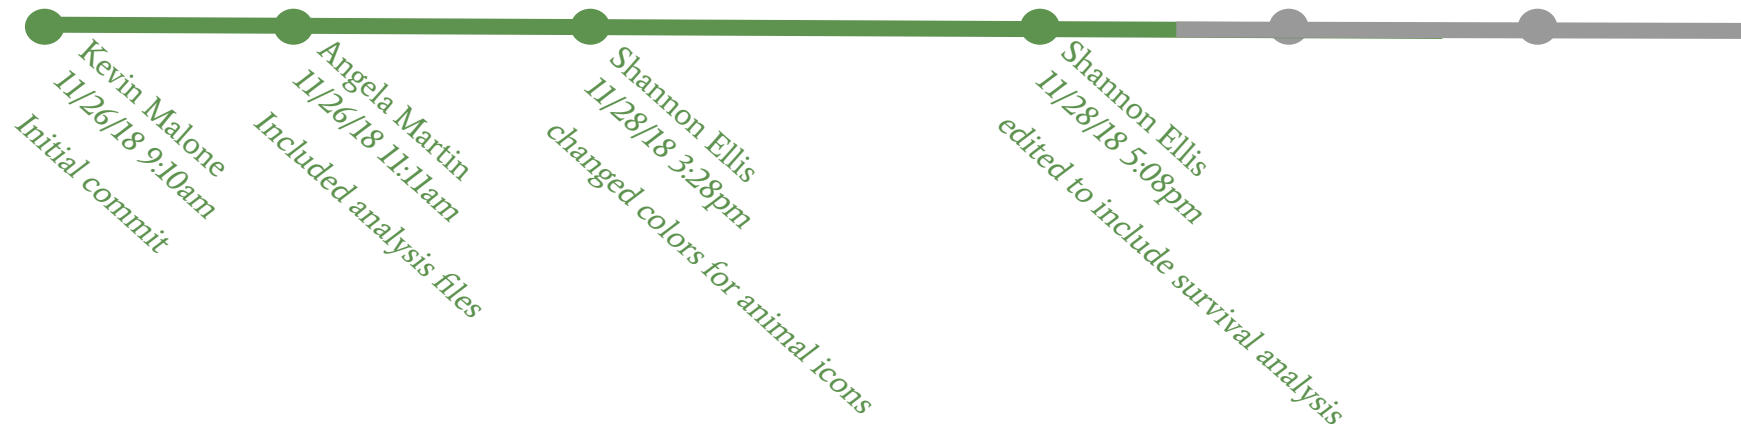 Kevin Malone
11/26/18 9:10am
Initial commit
Angela Martin
11/26/18 11:11am
Included analysis files
Shannon Ellis
11/28/18 3:28pm
changed colors for animal icons
Shannon Ellis
11/28/18 5:08pm
edited to include survival analysis